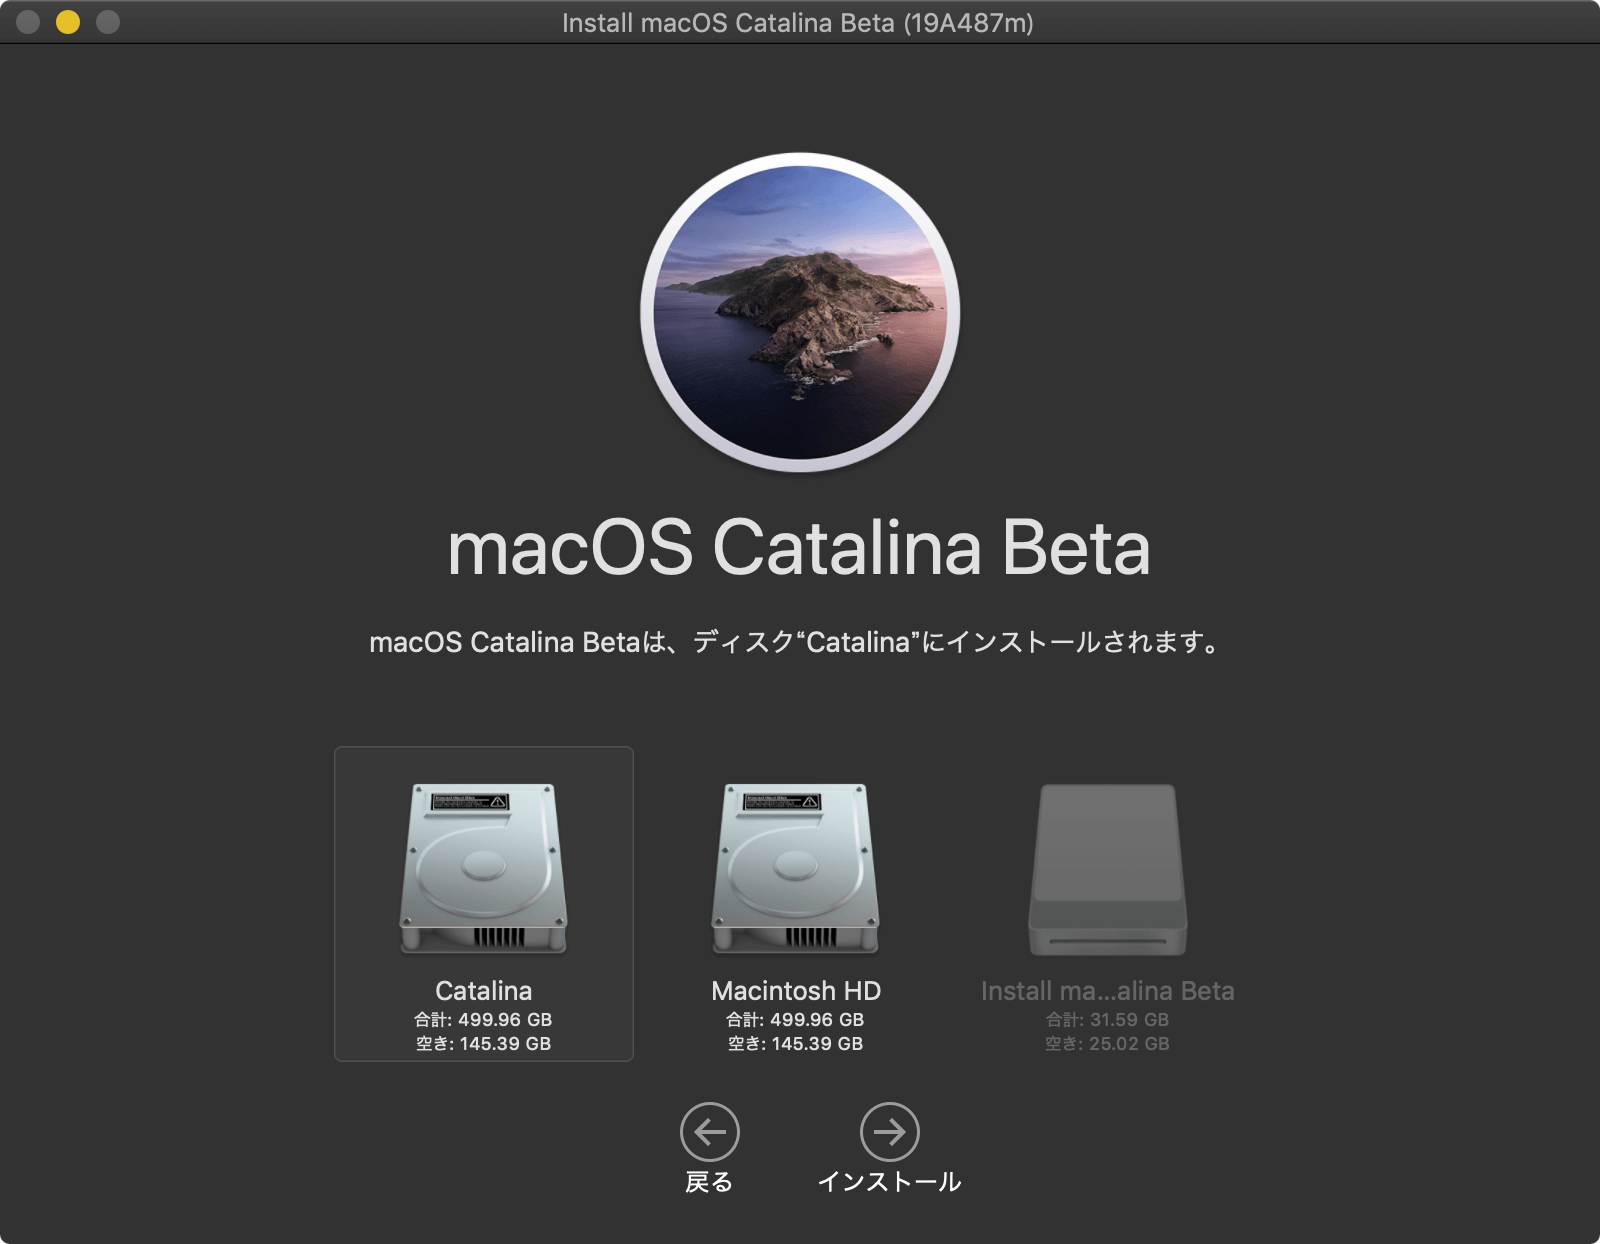 Install macOS Catalina Beta (19A487m)
macOS Catalina Beta
macOS Catalina Betaは、ディスク“Catalina”にインストールされます。
Catalina
合計: 499.96 GB
空き: 145.39 GB
Macintosh HD
合計: 499.96 GB
空き: 145.39 GB
Install ma...alina Beta
合計: 31.59 GB
空き: 25.02 GB
戻る
インストール